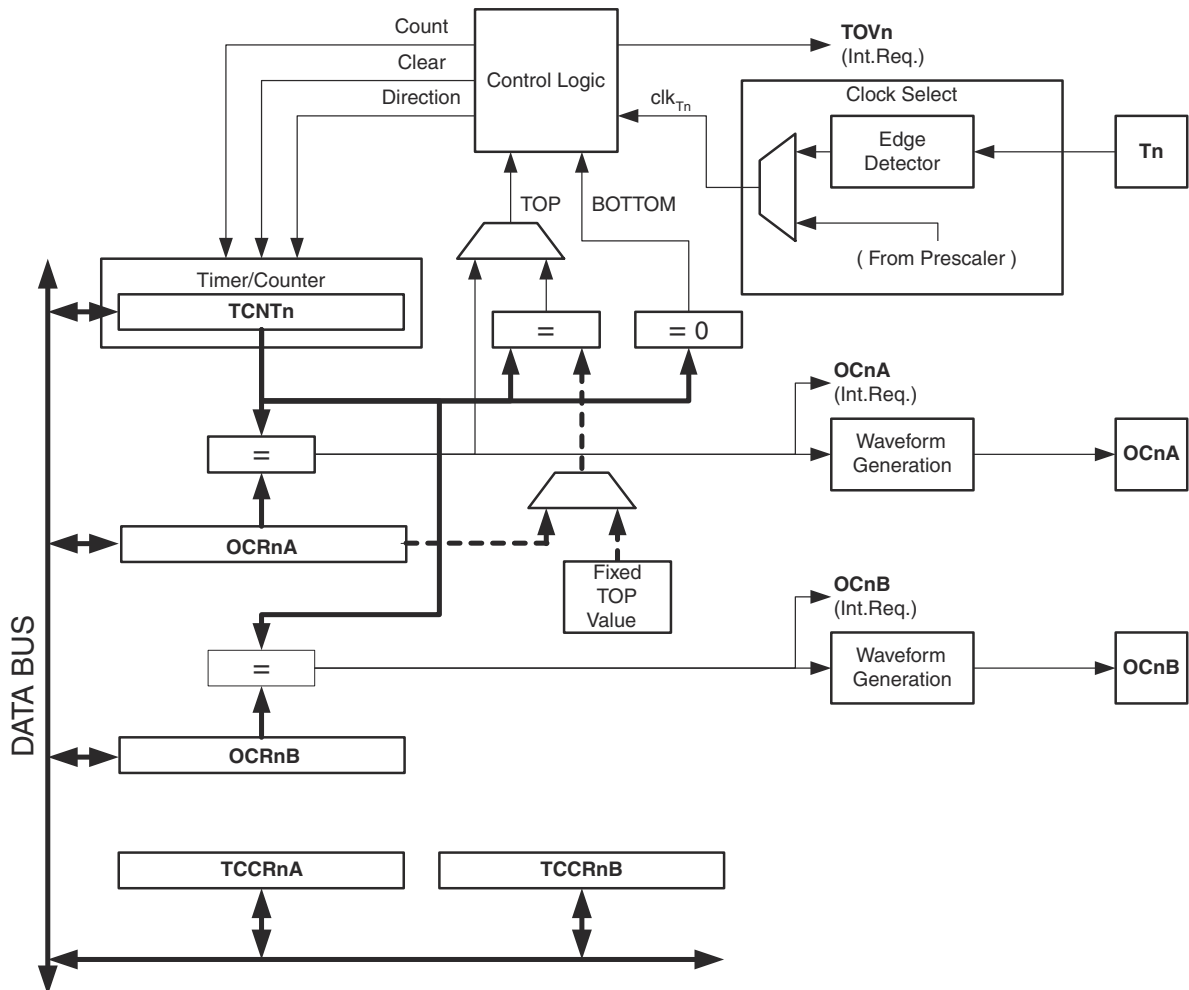 Count
Clear
Direction
Control Logic
TOVn
(Int.Req.)
clkTn
Clock Select
Edge
Detector
Tn
( From Prescaler )
TOP
BOTTOM
Timer/Counter
TCNTn
=
= 0
OCnA
(Int.Req.)
=
Waveform
Generation
OCnA
OCRnA
Fixed
TOP
Value
OCnB
(Int.Req.)
=
Waveform
Generation
OCnB
OCRnB
DATA BUS
TCCRnA
TCCRnB